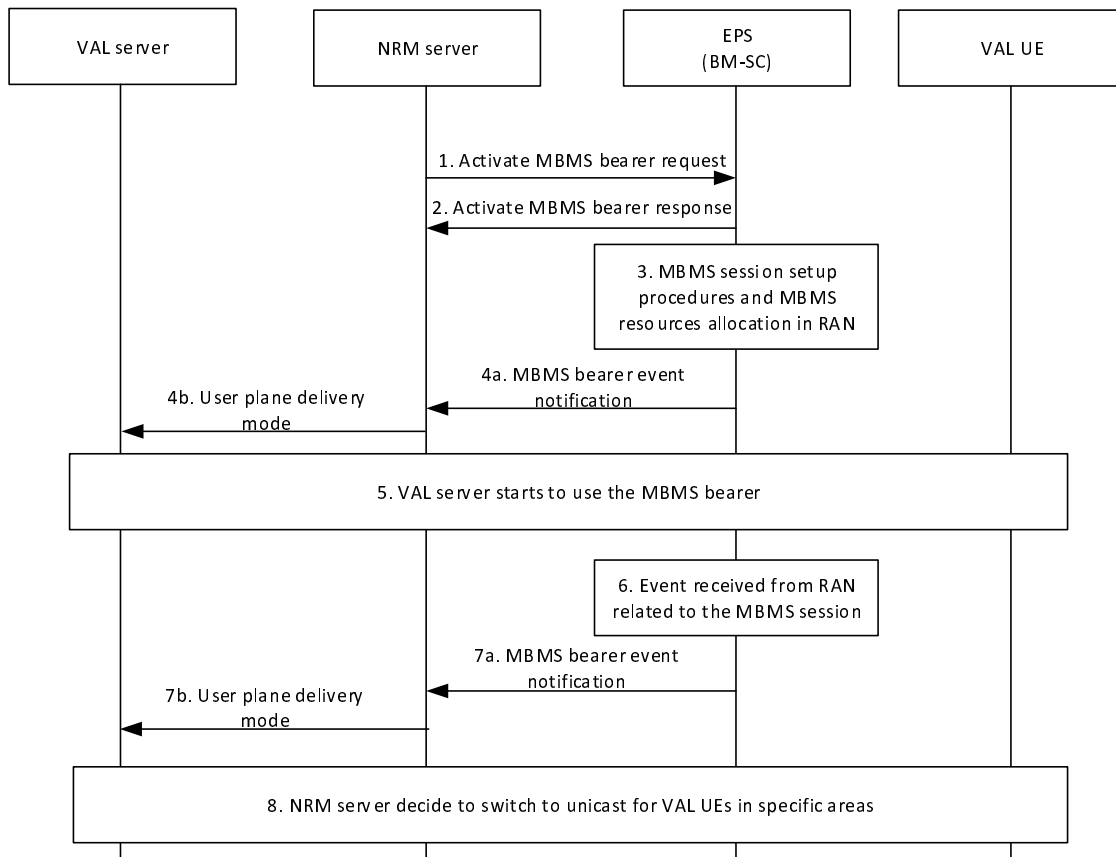 VAL server
NRM server
EPS
(BM-SC)
VAL UE
1. Activate MBMS bearer request
2. Activate MBMS bearer response
3. MBMS session setup
procedures and MBMS
resources allocation in RAN
4a. MBMS bearer event
notification
4b. User plane delivery
mode
5. VAL server starts to use the MBMS bearer
6. Event received from RAN
related to the MBMS session
7a. MBMS bearer event
notification
7b. User plane delivery
mode
8. NRM server decide to switch to unicast for VAL UEs in specific areas